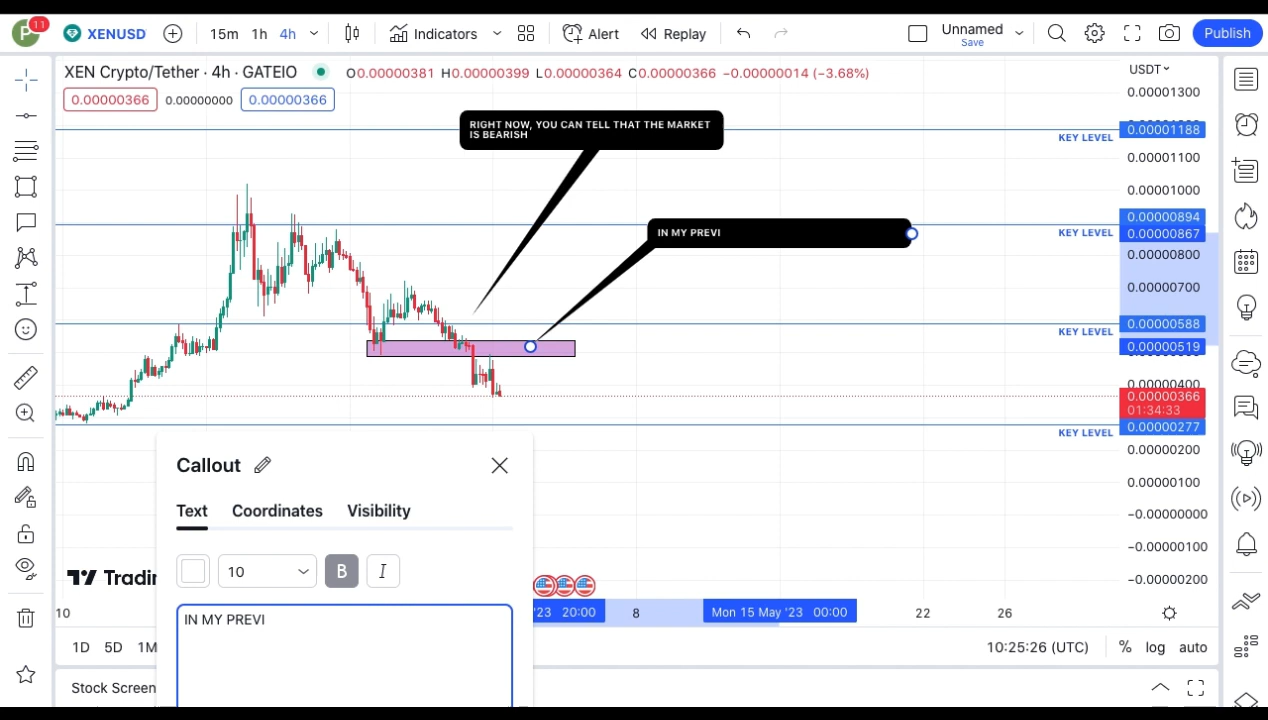 P 11 XENUSD 15m 1h 4h Indicators Alert Replay Unnamed Save Publish
XEN Crypto/Tether · 4h · GATEIO O0.00000381 H0.00000399 L0.00000364 C0.00000366 −0.00000014 (−3.68%) USDT
0.00000366 0.00000000 0.00000366
0.00001300
RIGHT NOW, YOU CAN TELL THAT THE MARKET
IS BEARISH
0.00001188
KEY LEVEL
0.00001100
0.00001000
0.00000894
IN MY PREVI
KEY LEVEL 0.00000867
0.00000800
0.00000700
0.00000588
KEY LEVEL
0.00000519
0.00000400
0.00000366
01:34:33
0.00000277
KEY LEVEL
0.00000200
0.00000100
−0.00000000
−0.00000100
−0.00000200
Callout
Text Coordinates Visibility
10 B I
IN MY PREVI
Tradin
10 '23 20:00 8 Mon 15 May '23 00:00 22 26
1D 5D 1M 10:25:26 (UTC) % log auto
Stock Screen